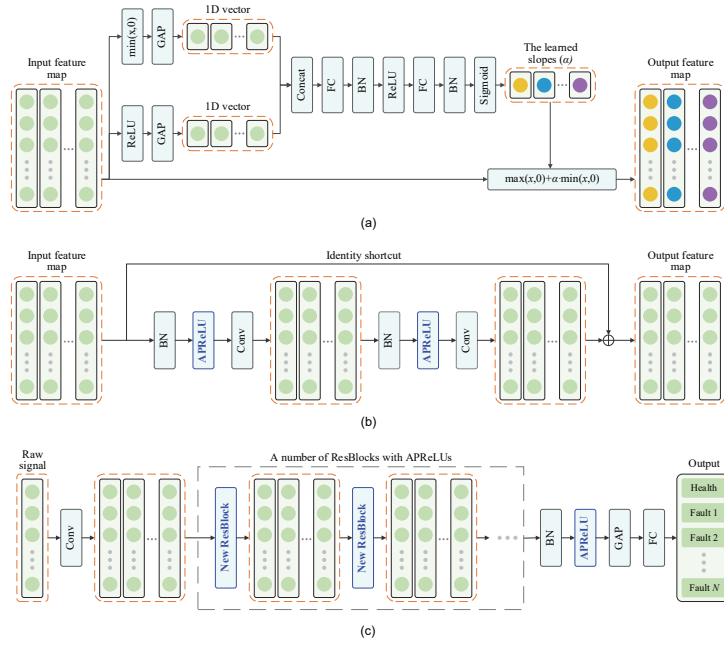 Input feature
map
min(x,0)
GAP
1D vector
ReLU
GAP
1D vector
Concat
FC
BN
ReLU
FC
BN
Sigmoid
The learned
slopes (α)
max(x,0)+α·min(x,0)
Output feature
map
(a)
Input feature
map
Identity shortcut
BN
APReLU
Conv
BN
APReLU
Conv
Output feature
map
(b)
Raw
signal
Conv
A number of ResBlocks with APReLUs
New ResBlock
New ResBlock
BN
APReLU
GAP
FC
Output
Health
Fault 1
Fault 2
Fault N
(c)